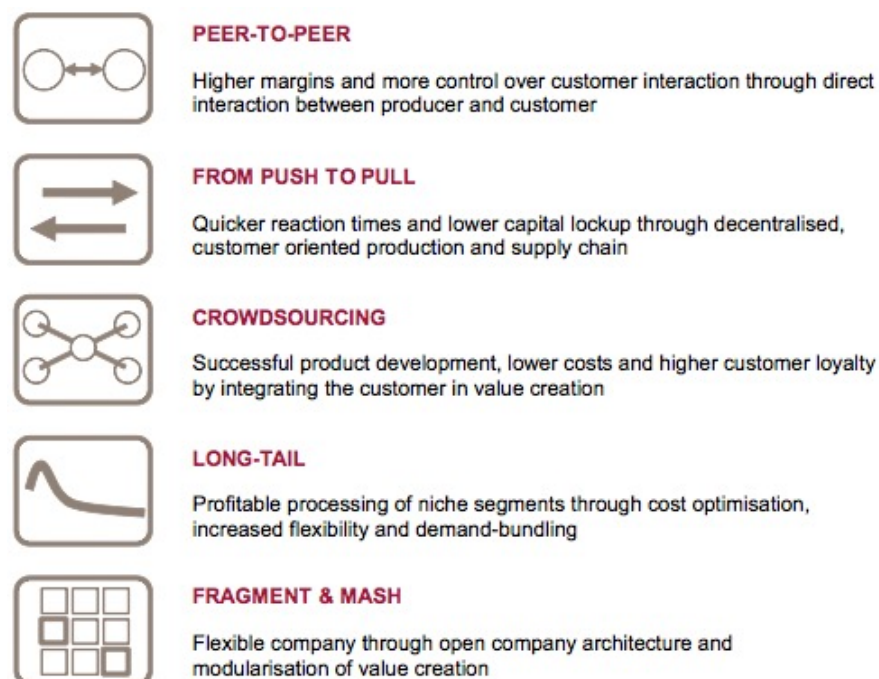 PEER-TO-PEER
Higher margins and more control over customer interaction through direct
interaction between producer and customer
FROM PUSH TO PULL
Quicker reaction times and lower capital lockup through decentralised,
customer oriented production and supply chain
CROWDSOURCING
Successful product development, lower costs and higher customer loyalty
by integrating the customer in value creation
LONG-TAIL
Profitable processing of niche segments through cost optimisation,
increased flexibility and demand-bundling
FRAGMENT & MASH
Flexible company through open company architecture and
modularisation of value creation